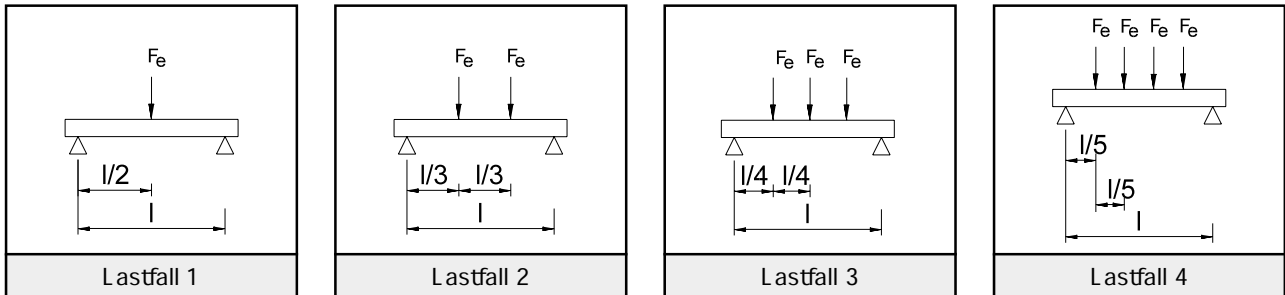 Fe
l/2
l
Lastfall 1
Fe Fe
l/3 l/3
l
Lastfall 2
Fe Fe Fe
l/4 l/4
l
Lastfall 3
Fe Fe Fe Fe
l/5
l/5
l
Lastfall 4